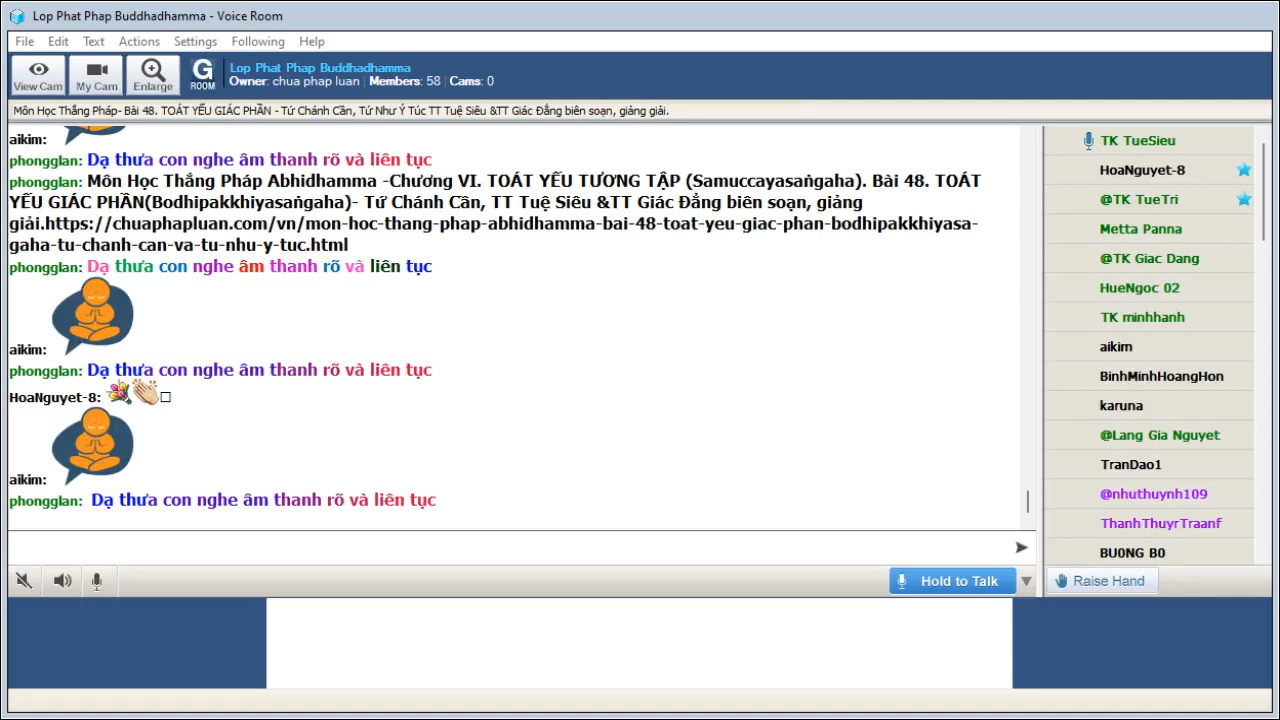 Lop Phat Phap Buddhadhamma - Voice Room
File Edit Text Actions Settings Following Help
View Cam My Cam Enlarge G ROOM
Lop Phat Phap Buddhadhamma
Owner: chua phap luan Members: 58 Cams: 0
Môn Học Thắng Pháp- Bài 48. TOÁT YẾU GIÁC PHẦN - Tứ Chánh Cần, Tứ Như Ý Túc TT Tuệ Siêu &TT Giác Đẳng biên soạn, giảng giải.
aikim:
phongglan: Dạ thưa con nghe âm thanh rõ và liên tục
phongglan: Môn Học Thắng Pháp Abhidhamma -Chương VI. TOÁT YẾU TƯƠNG TẬP (Samuccayasaṅgaha). Bài 48. TOÁT
YẾU GIÁC PHẦN(Bodhipakkhiyasaṅgaha)- Tứ Chánh Cần, TT Tuệ Siêu &TT Giác Đẳng biên soạn, giảng
giải.https://chuaphapluan.com/vn/mon-hoc-thang-phap-abhidhamma-bai-48-toat-yeu-giac-phan-bodhipakkhiyasa-
gaha-tu-chanh-can-va-tu-nhu-y-tuc.html
phongglan: Dạ thưa con nghe âm thanh rõ và liên tục
aikim:
phongglan: Dạ thưa con nghe âm thanh rõ và liên tục
HoaNguyet-8:
aikim:
phongglan: Dạ thưa con nghe âm thanh rõ và liên tục
Hold to Talk
TK TueSieu
HoaNguyet-8
@TK TueTri
Metta Panna
@TK Giac Dang
HueNgoc 02
TK minhhanh
aikim
BinhMinhHoangHon
karuna
@Lang Gia Nguyet
TranDao1
@nhuthuynh109
ThanhThuyrTraanf
BU0NG B0
Raise Hand